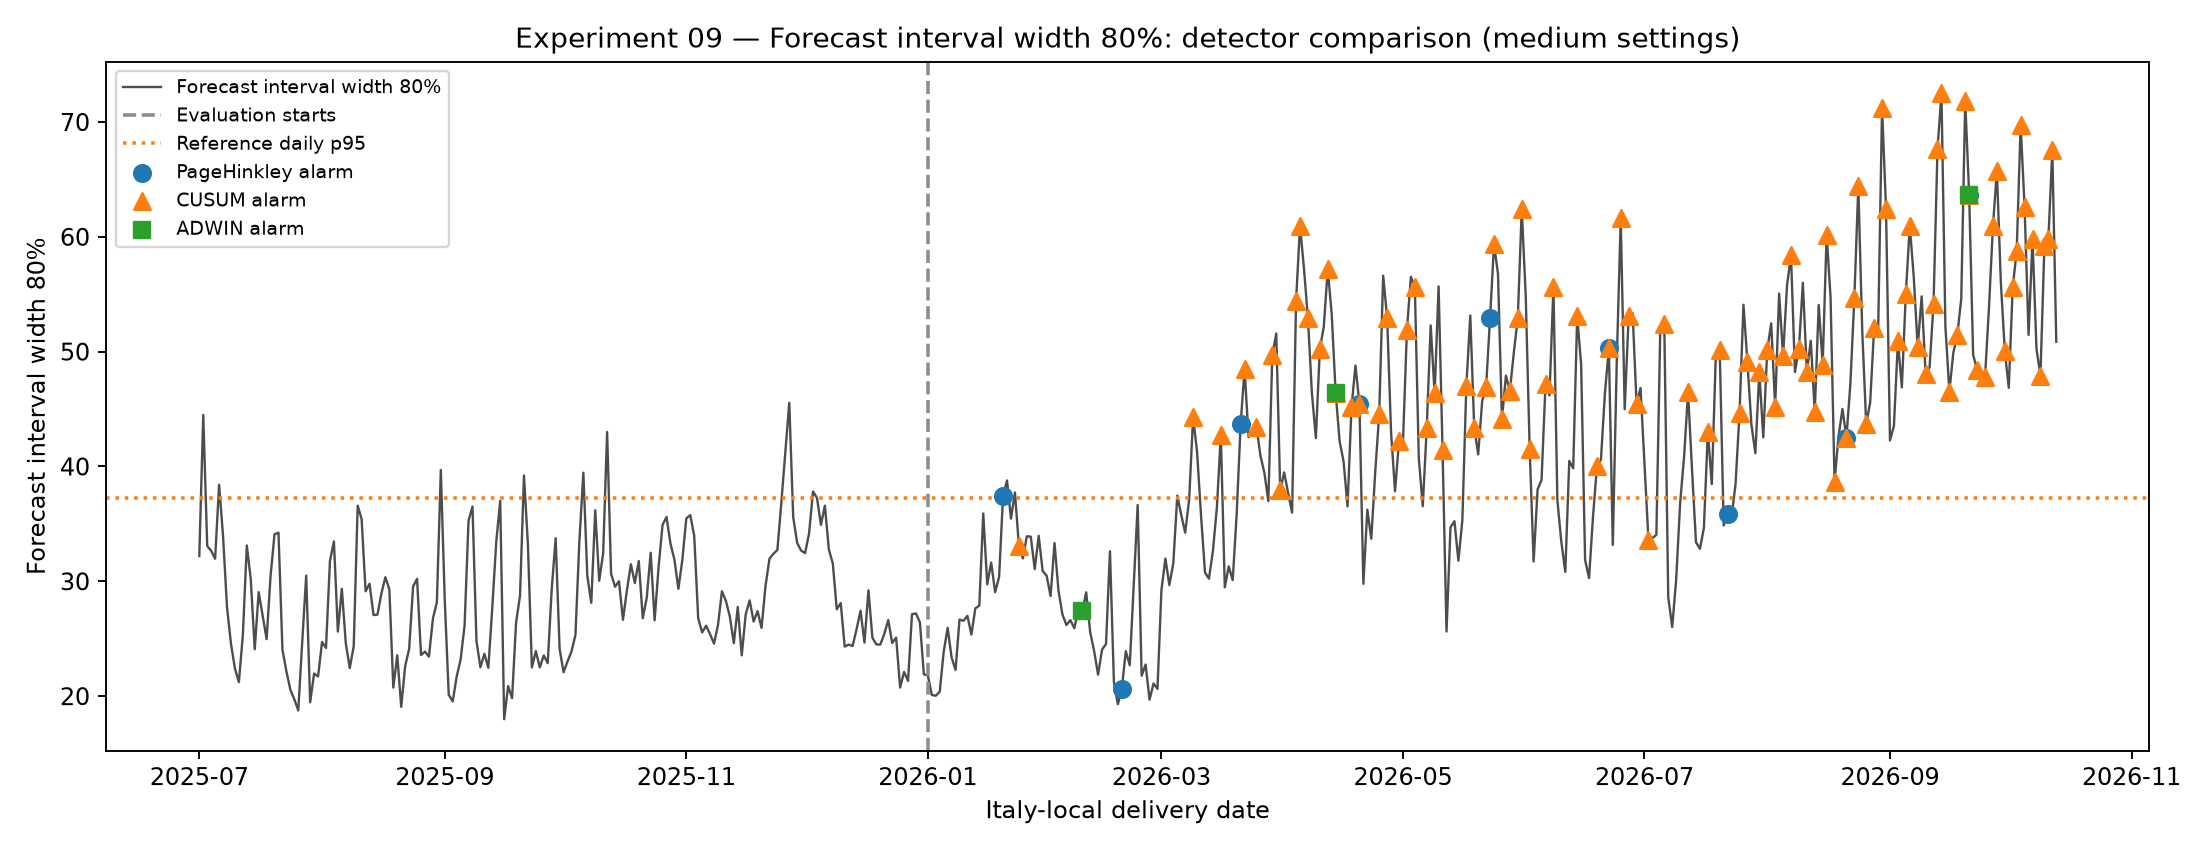 Experiment 09 — Forecast interval width 80%: detector comparison (medium settings)
Forecast interval width 80%
Evaluation starts
Reference daily p95
PageHinkley alarm
CUSUM alarm
ADWIN alarm
Forecast interval width 80%
70
60
50
40
30
20
2025-07
2025-09
2025-11
2026-01
2026-03
2026-05
2026-07
2026-09
2026-11
Italy-local delivery date